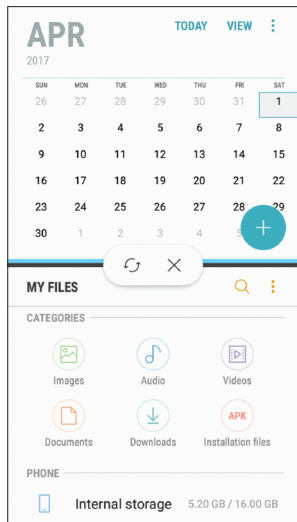 APR
TODAY VIEW
2017
SUN MON TUE WED THU FRI SAT
26 27 28 29 30 31 1
2 3 4 5 6 7 8
9 10 11 12 13 14 15
16 17 18 19 20 21 22
23 24 25 26 27 28 29
30 1 2 3 4 5
MY FILES
CATEGORIES
Images Audio Videos
APK
Documents Downloads Installation files
PHONE
Internal storage 5.20 GB / 16.00 GB